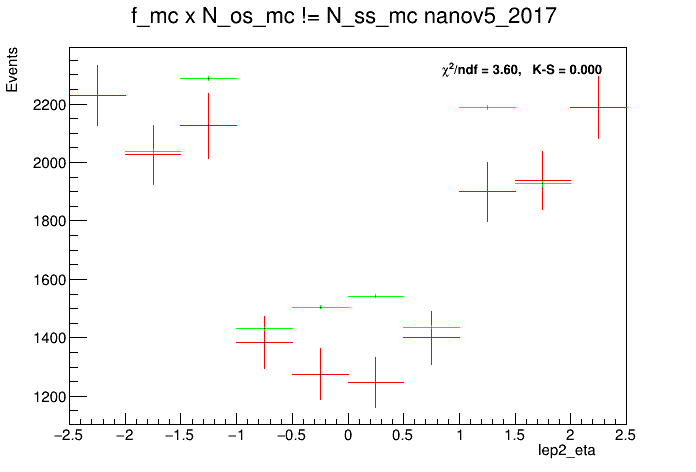 f_mc x N_os_mc != N_ss_mc nanov5_2017
Events
χ²/ndf = 3.60, K-S = 0.000
2200
2000
1800
1600
1400
1200
−2.5 −2 −1.5 −1 −0.5 0 0.5 1 1.5 2 2.5
lep2_eta